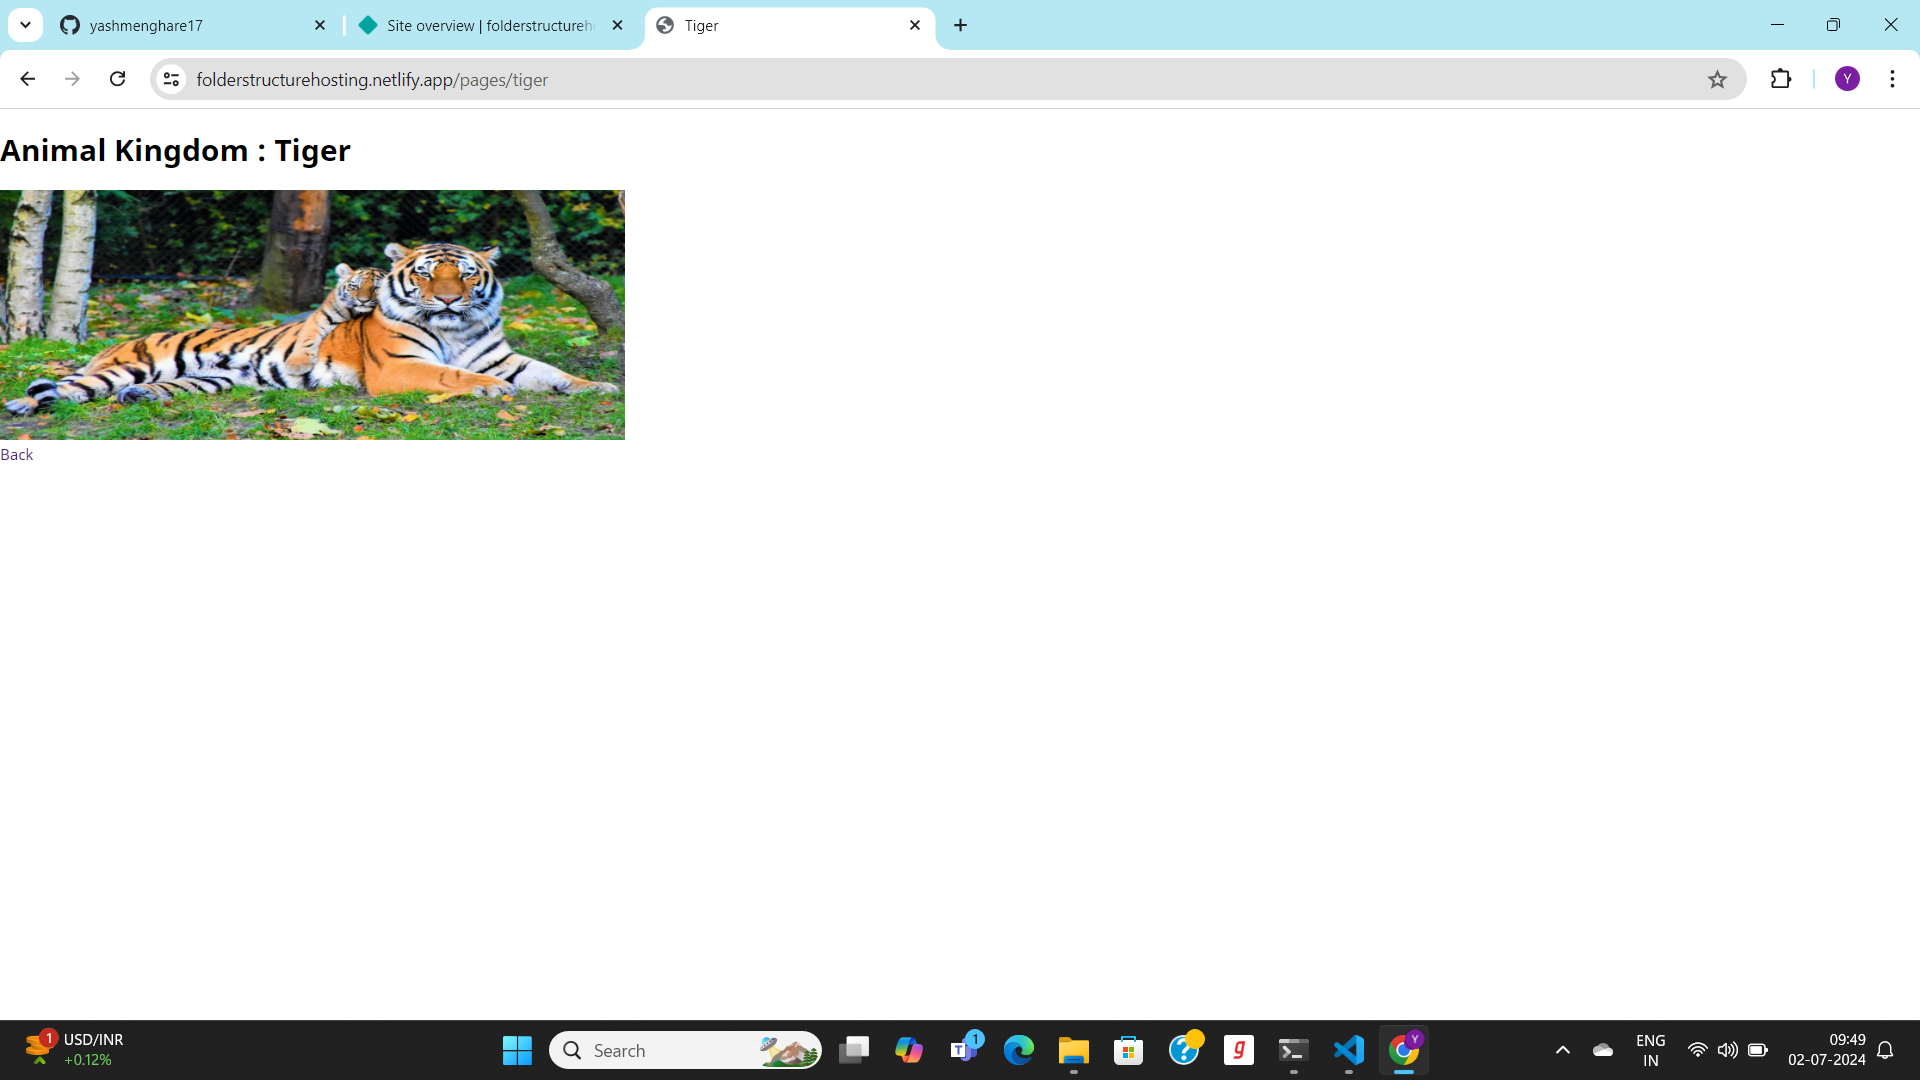 yashmenghare17
Site overview | folderstructureh
Tiger
folderstructurehosting.netlify.app/pages/tiger
Y
Animal Kingdom : Tiger
Back
1
USD/INR
+0.12%
Search
1
T
g
Y
ENG
IN
09:49
02-07-2024